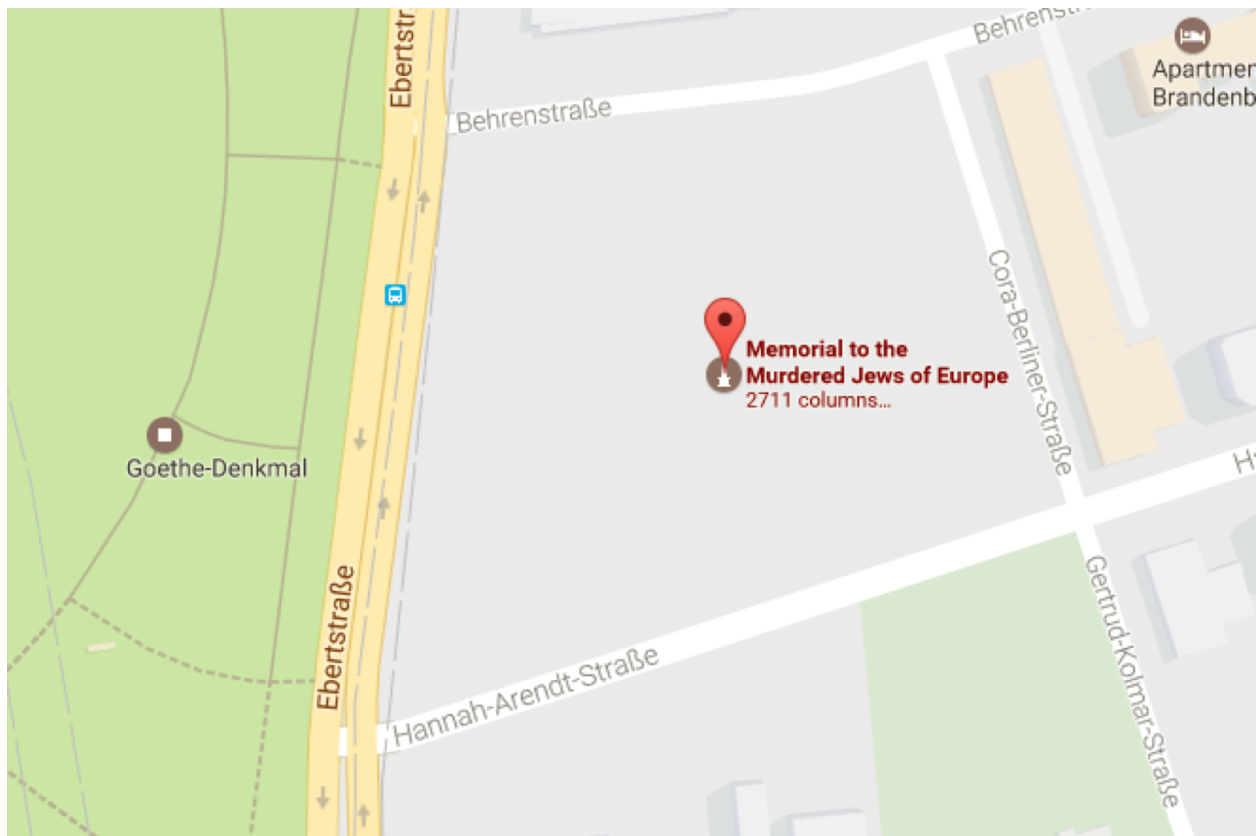 Ebertstr
Behrenstr
Apartmen
Brandenb
Behrenstraße
Cora-Berliner-Straße
Memorial to the
Murdered Jews of Europe
2711 columns...
Goethe-Denkmal
H
Ebertstraße
Hannah-Arendt-Straße
Gertrud-Kolmar-Straße